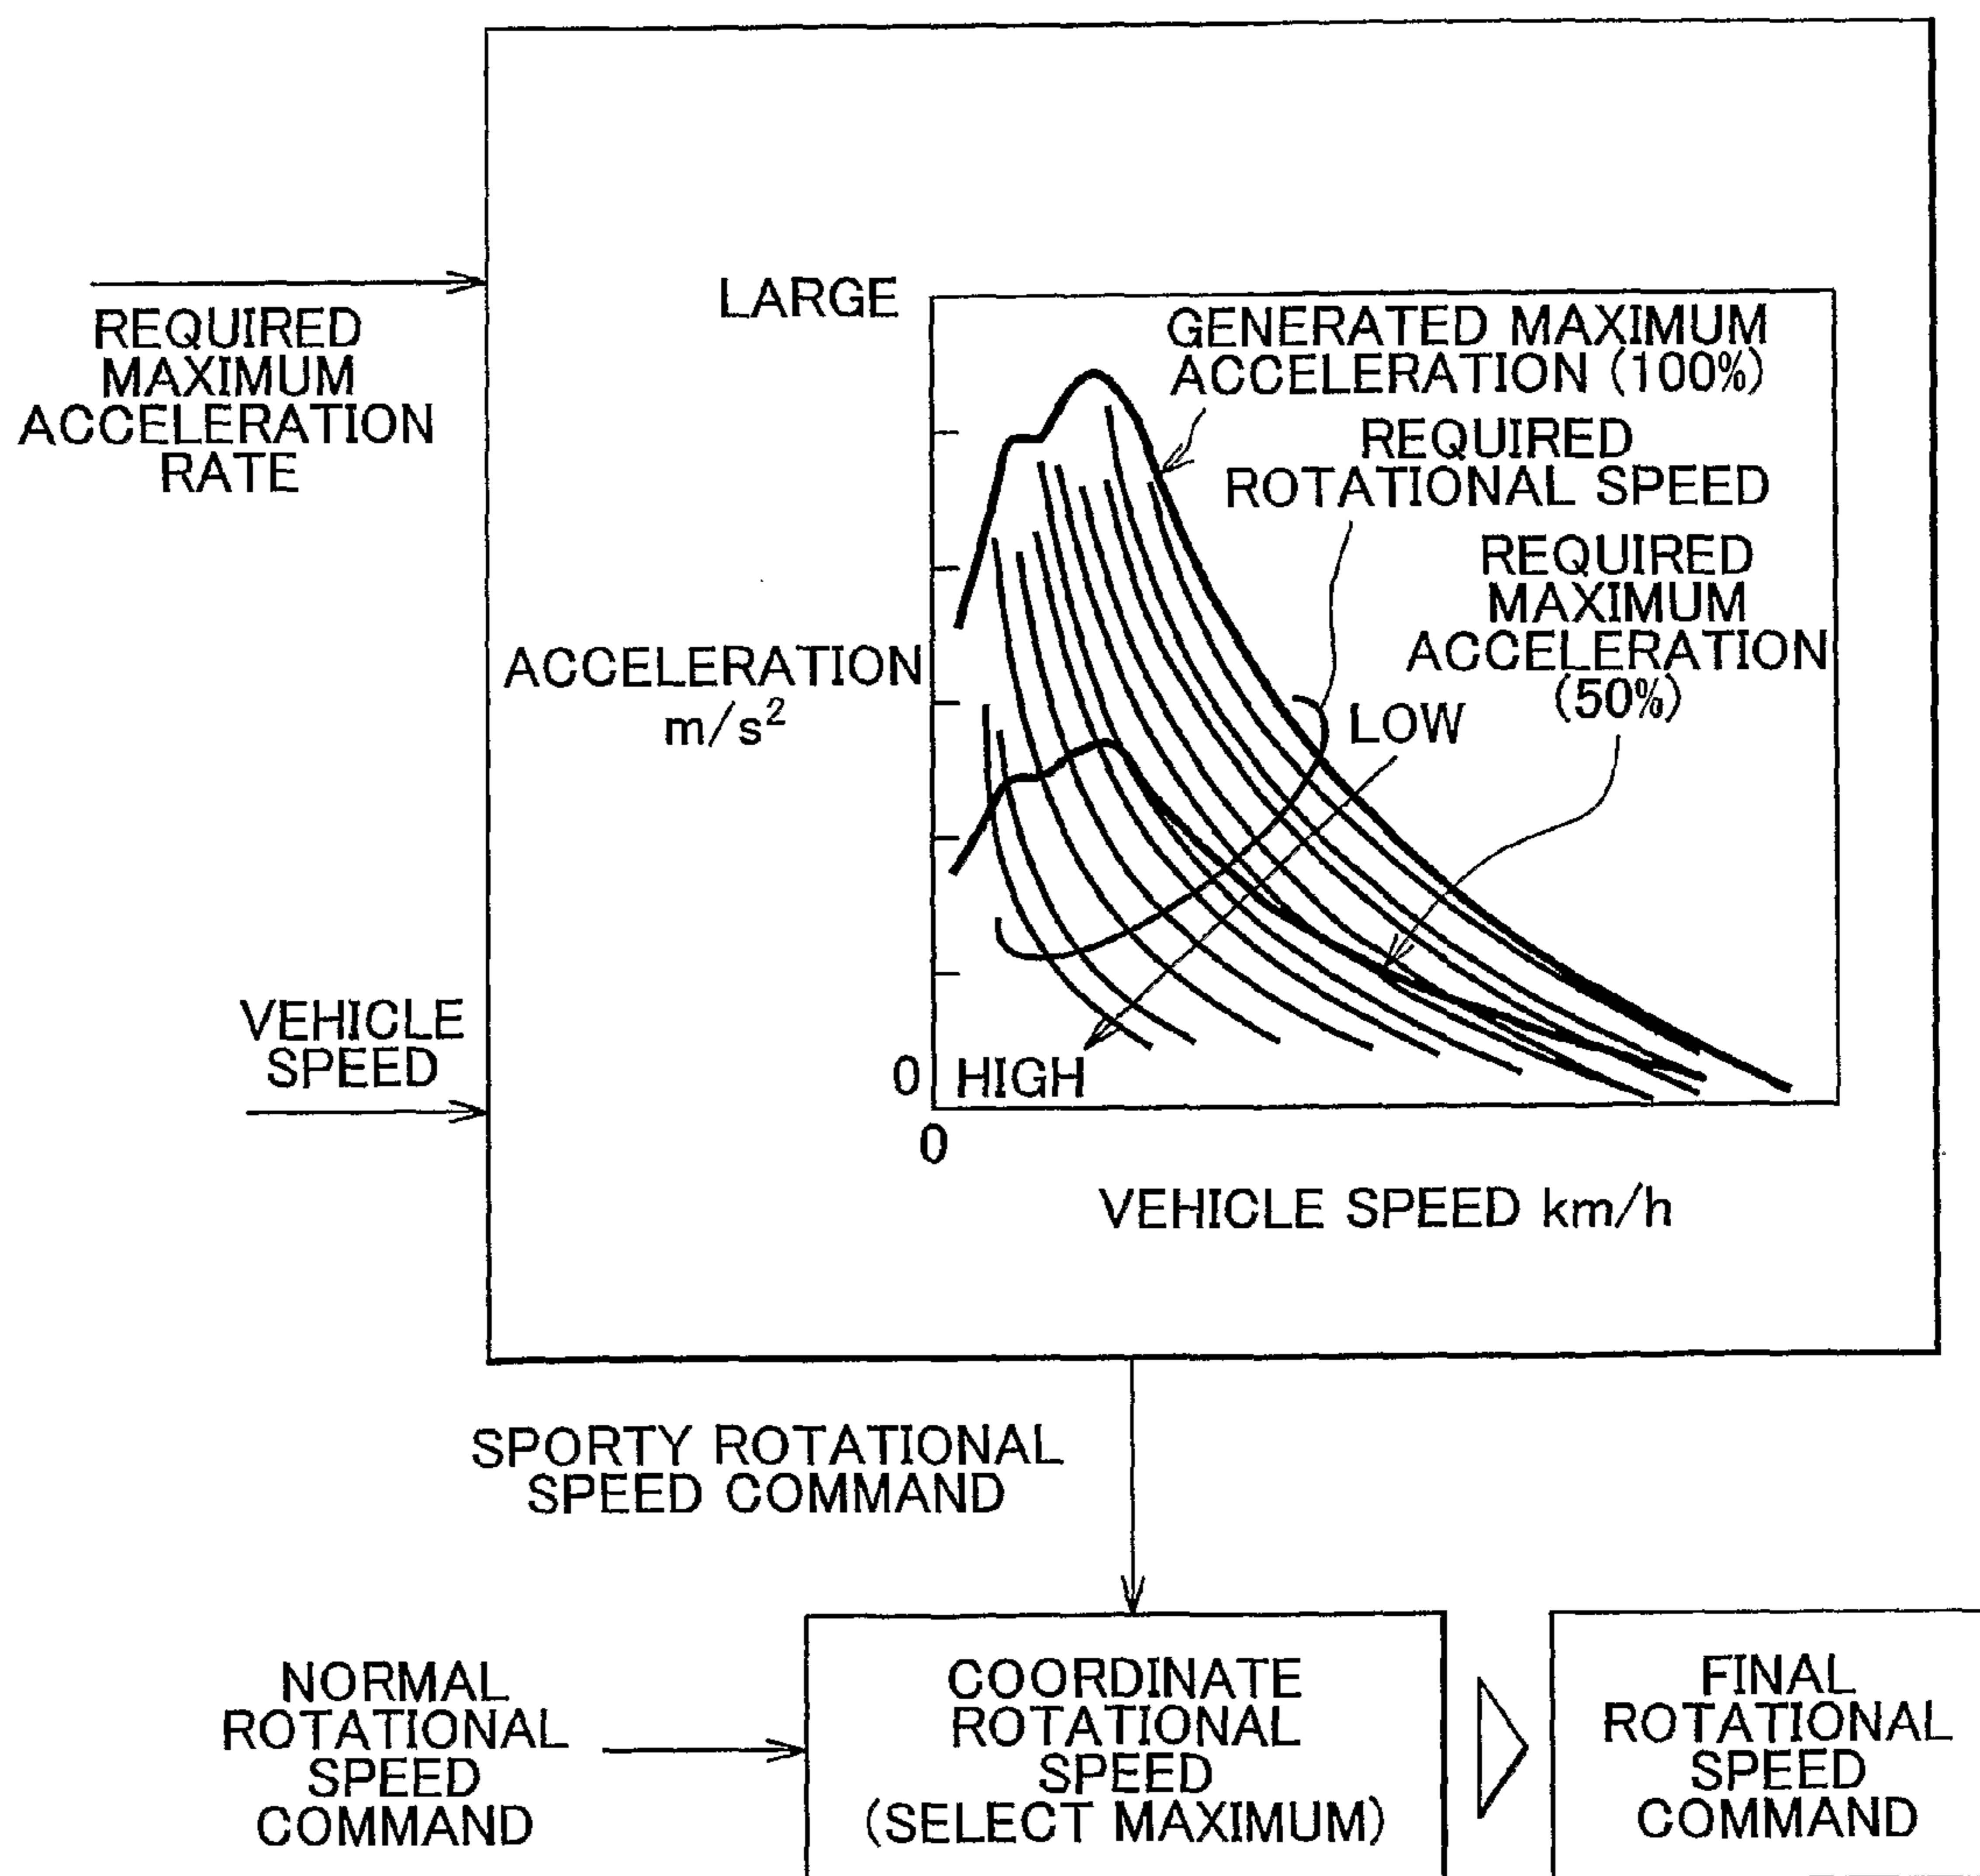 REQUIRED
MAXIMUM
ACCELERATION
RATE
VEHICLE
SPEED
LARGE
ACCELERATION
m/s²
0
0
GENERATED MAXIMUM
ACCELERATION (100%)
REQUIRED
ROTATIONAL SPEED
REQUIRED
MAXIMUM
ACCELERATION
(50%)
LOW
HIGH
VEHICLE SPEED km/h
SPORTY ROTATIONAL
SPEED COMMAND
NORMAL
ROTATIONAL
SPEED
COMMAND
COORDINATE
ROTATIONAL
SPEED
(SELECT MAXIMUM)
FINAL
ROTATIONAL
SPEED
COMMAND